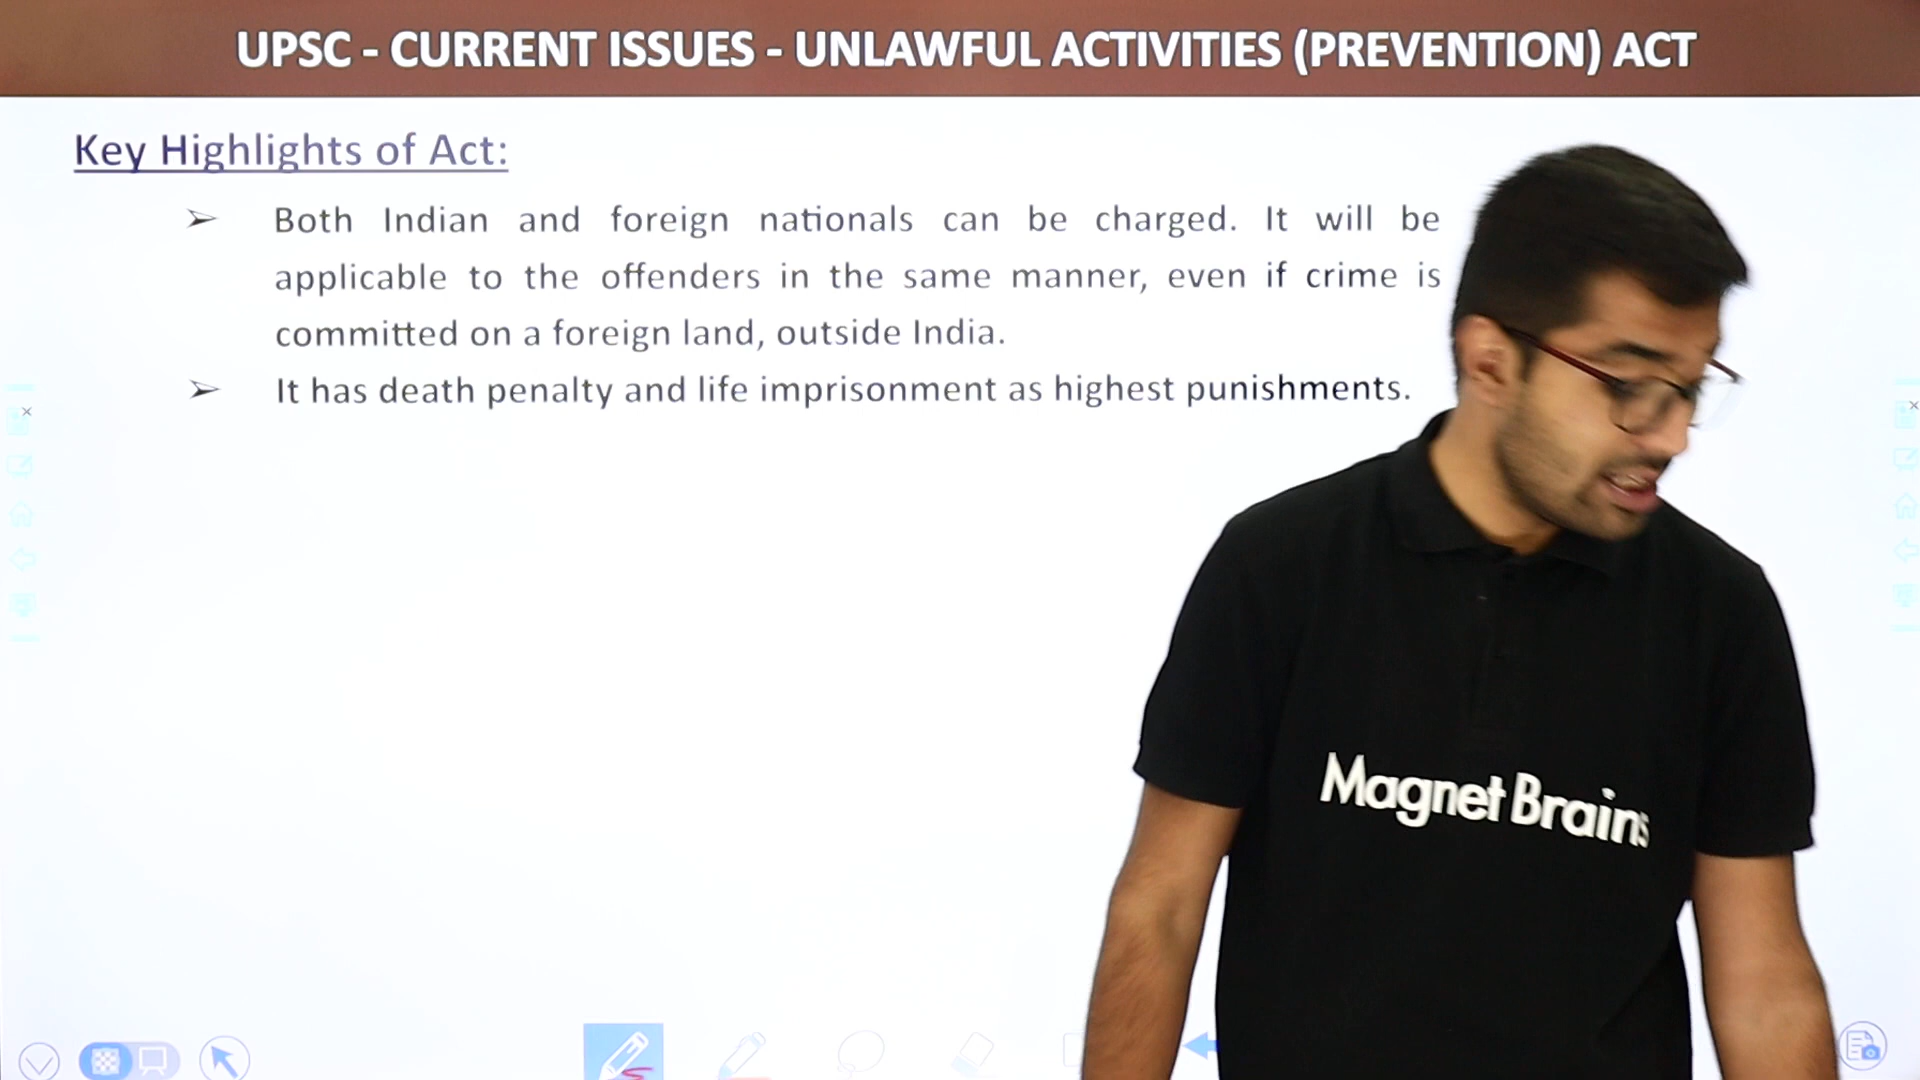 UPSC - CURRENT ISSUES - UNLAWFUL ACTIVITIES (PREVENTION) ACT
Key Highlights of Act:
➢ Both Indian and foreign nationals can be charged. It will be
applicable to the offenders in the same manner, even if crime is
committed on a foreign land, outside India.
➢ It has death penalty and life imprisonment as highest punishments.
Magnet Brains